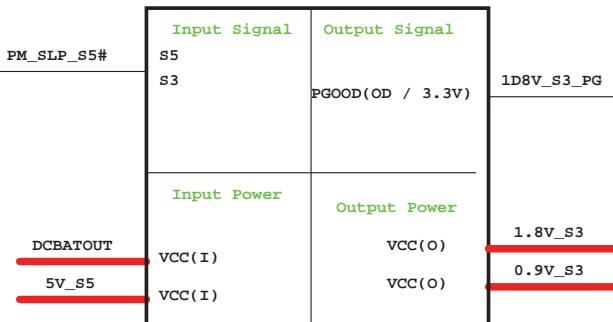 Input Signal Output Signal
PM_SLP_S5# S5
S3 1D8V_S3_PG
PGOOD(OD / 3.3V)
Input Power
Output Power
1.8V_S3
DCBATOUT VCC(O)
VCC(I)
0.9V_S3
5V_S5 VCC(O)
VCC(I)